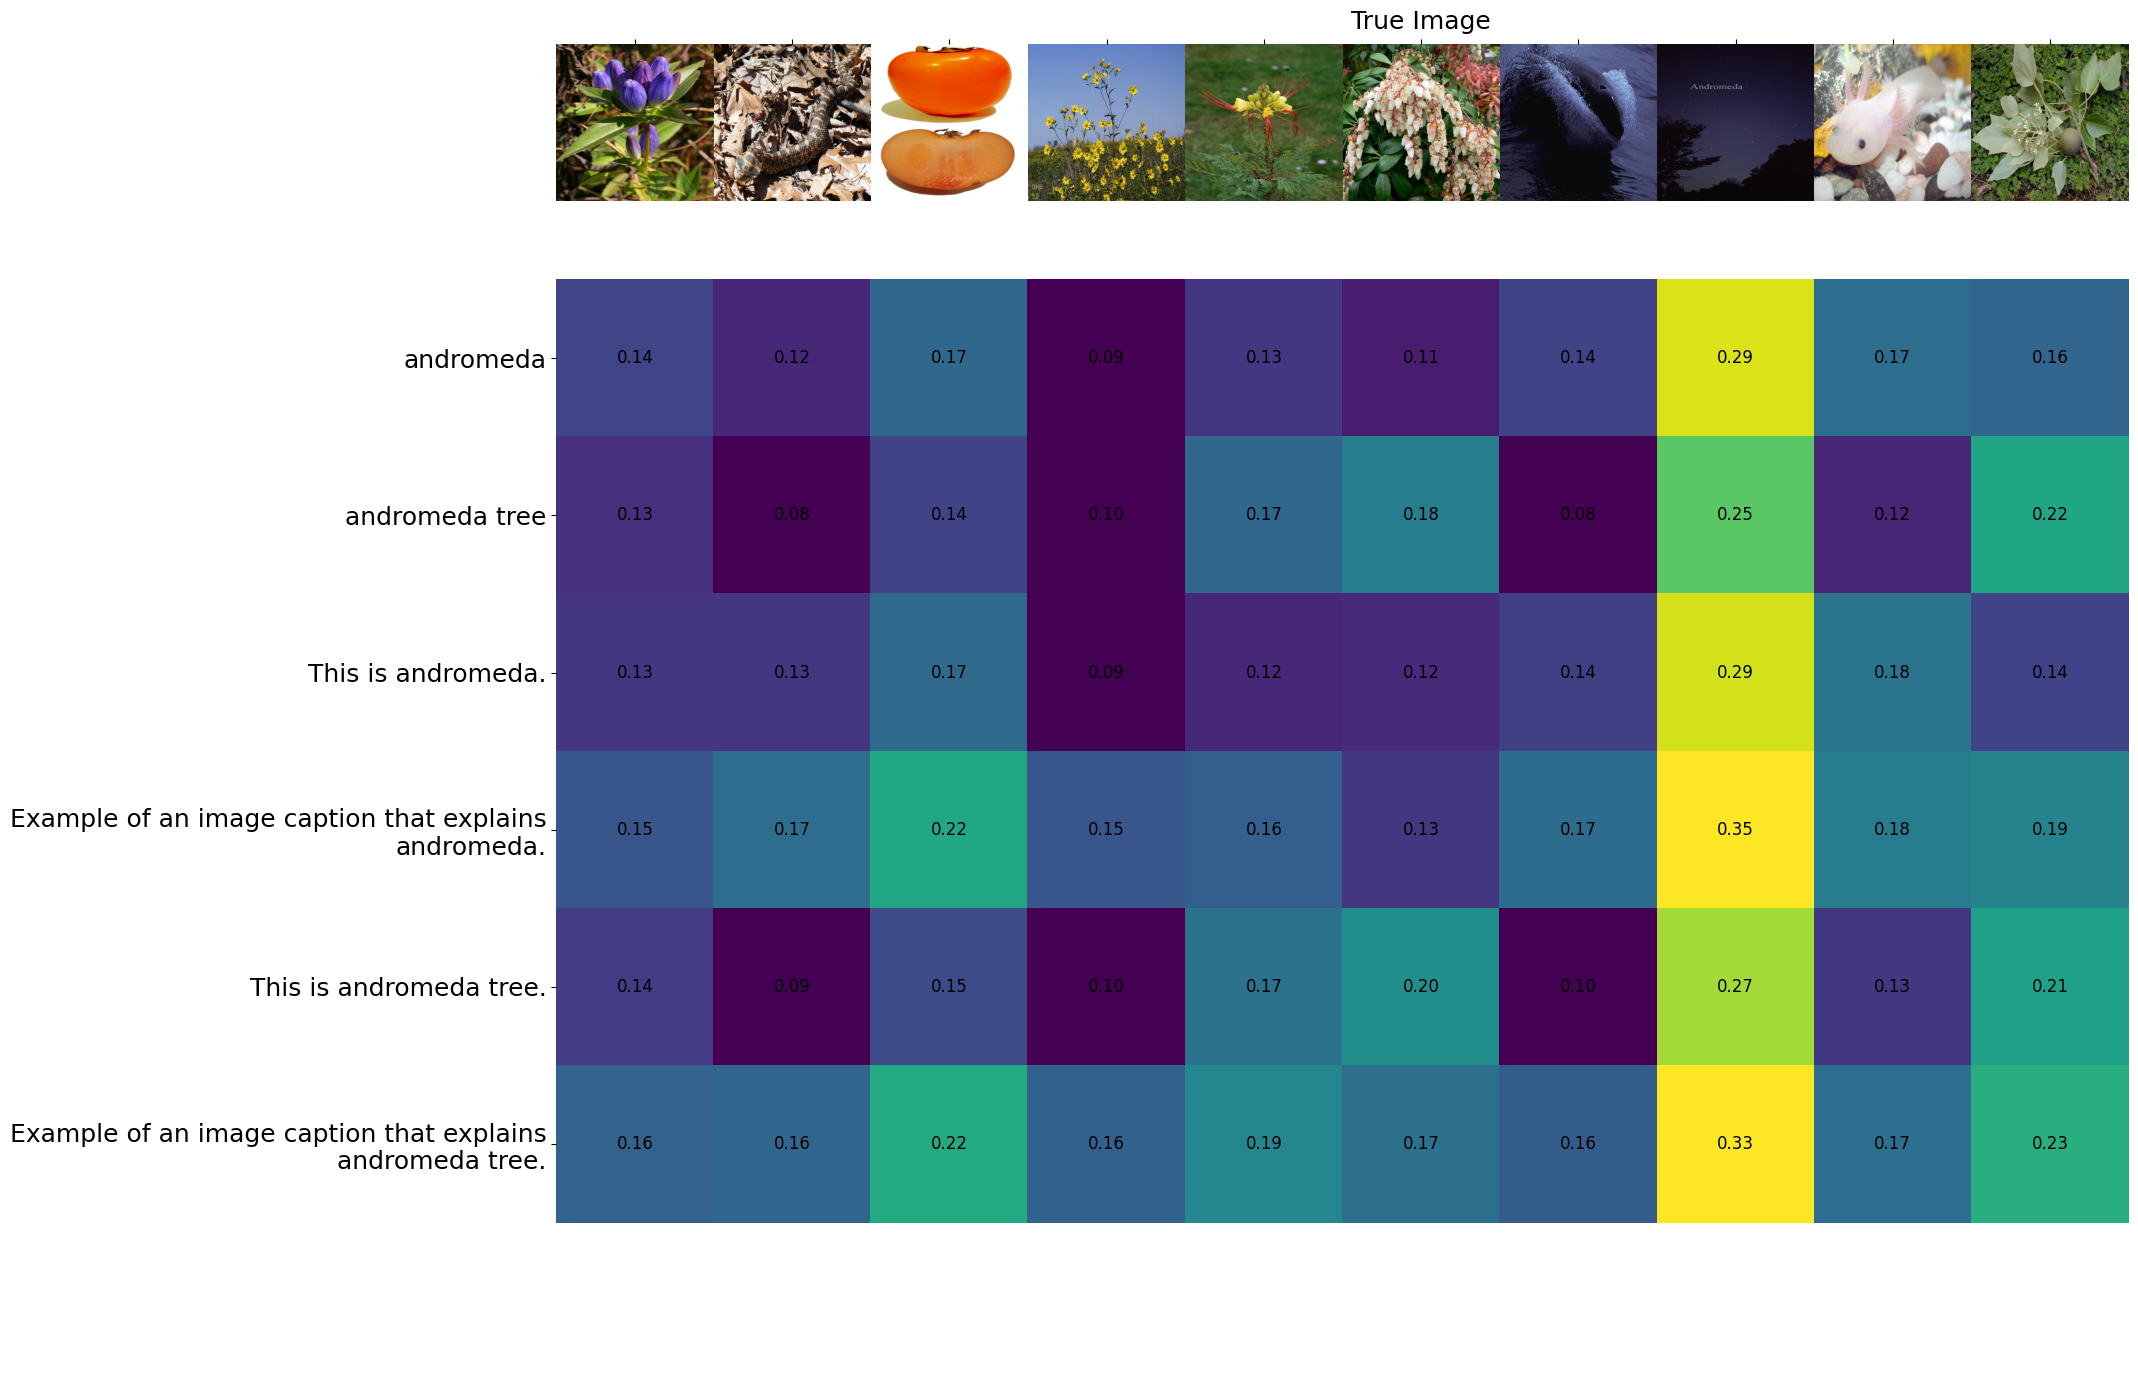 True Image
Andromeda
andromeda
0.14 0.12 0.17 0.09 0.13 0.11 0.14 0.29 0.17 0.16
andromeda tree
0.13 0.08 0.14 0.10 0.17 0.18 0.08 0.25 0.12 0.22
This is andromeda.
0.13 0.13 0.17 0.09 0.12 0.12 0.14 0.29 0.18 0.14
Example of an image caption that explains
andromeda.
0.15 0.17 0.22 0.15 0.16 0.13 0.17 0.35 0.18 0.19
This is andromeda tree.
0.14 0.09 0.15 0.10 0.17 0.20 0.10 0.27 0.13 0.21
Example of an image caption that explains
andromeda tree.
0.16 0.16 0.22 0.16 0.19 0.17 0.16 0.33 0.17 0.23